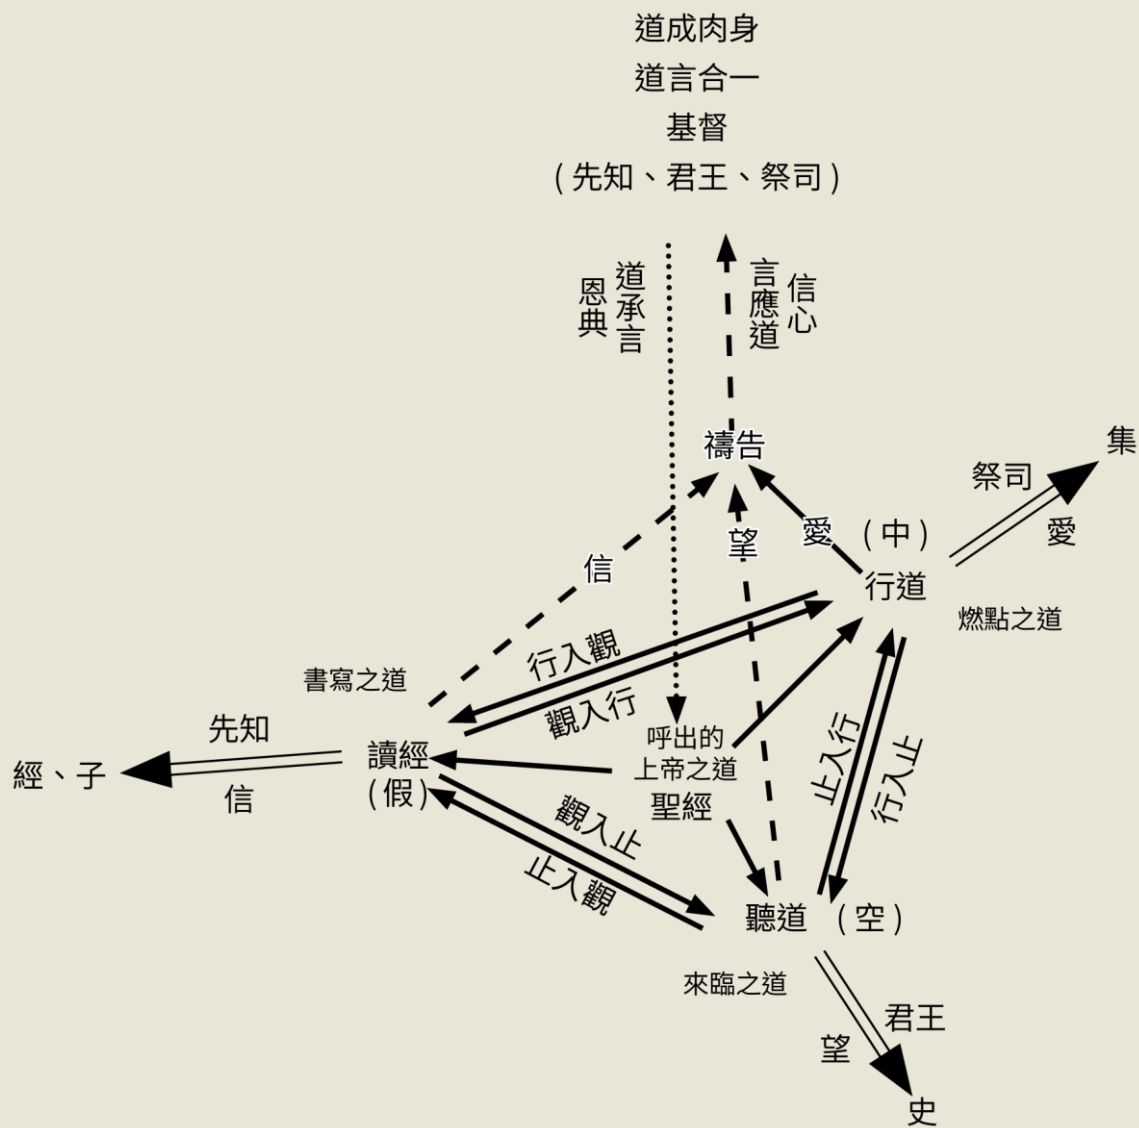 道成肉身
道言合一
基督
(先知、君王、祭司)
恩典
道承言
言應道
信心
禱告
集
祭司
愛
(中)
愛
望
信
行道
燃點之道
行入觀
觀入行
書寫之道
先知
經、子
信
讀經
(假)
呼出的
上帝之道
聖經
止入行
行入止
觀入止
止入觀
聽道
(空)
來臨之道
君王
望
史